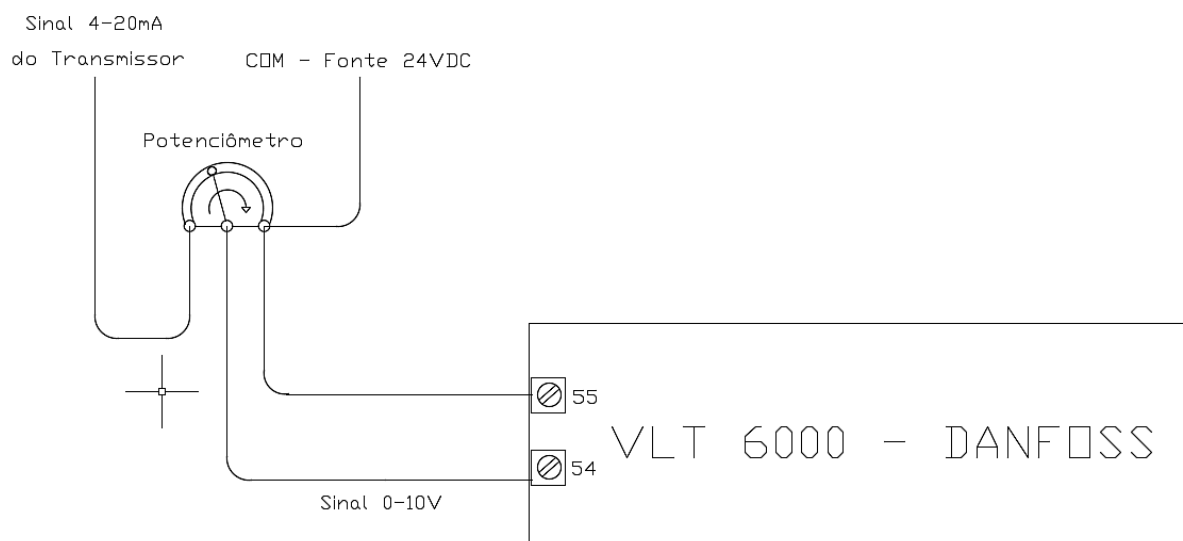 Sinal 4-20mA
do Transmissor
COM - Fonte 24VDC
Potenciômetro
55
VLT 6000 - DANFOSS
54
Sinal 0-10V